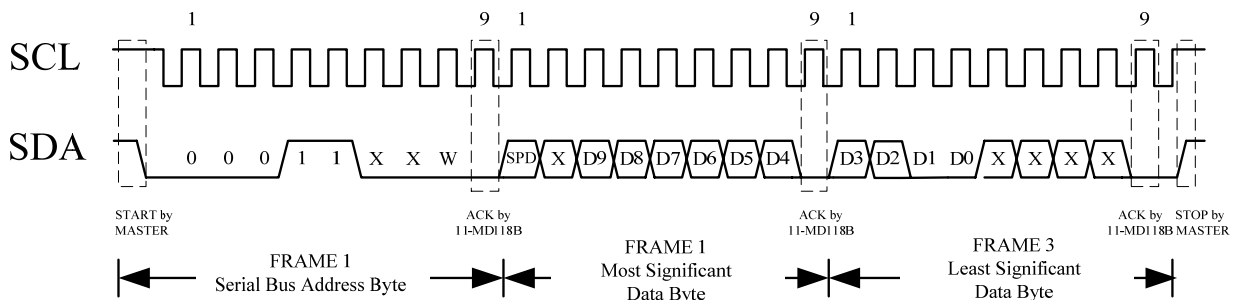 1 9 1 9 1 9
SCL
SDA
0 0 0 1 1 X X W SPD X D9 D8 D7 D6 D5 D4 D3 D2 D1 D0 X X X X
START by
MASTER
ACK by
11-MD118B
ACK by
11-MD118B
ACK by
11-MD118B
STOP by
MASTER
FRAME 1
Serial Bus Address Byte
FRAME 1
Most Significant
Data Byte
FRAME 3
Least Significant
Data Byte